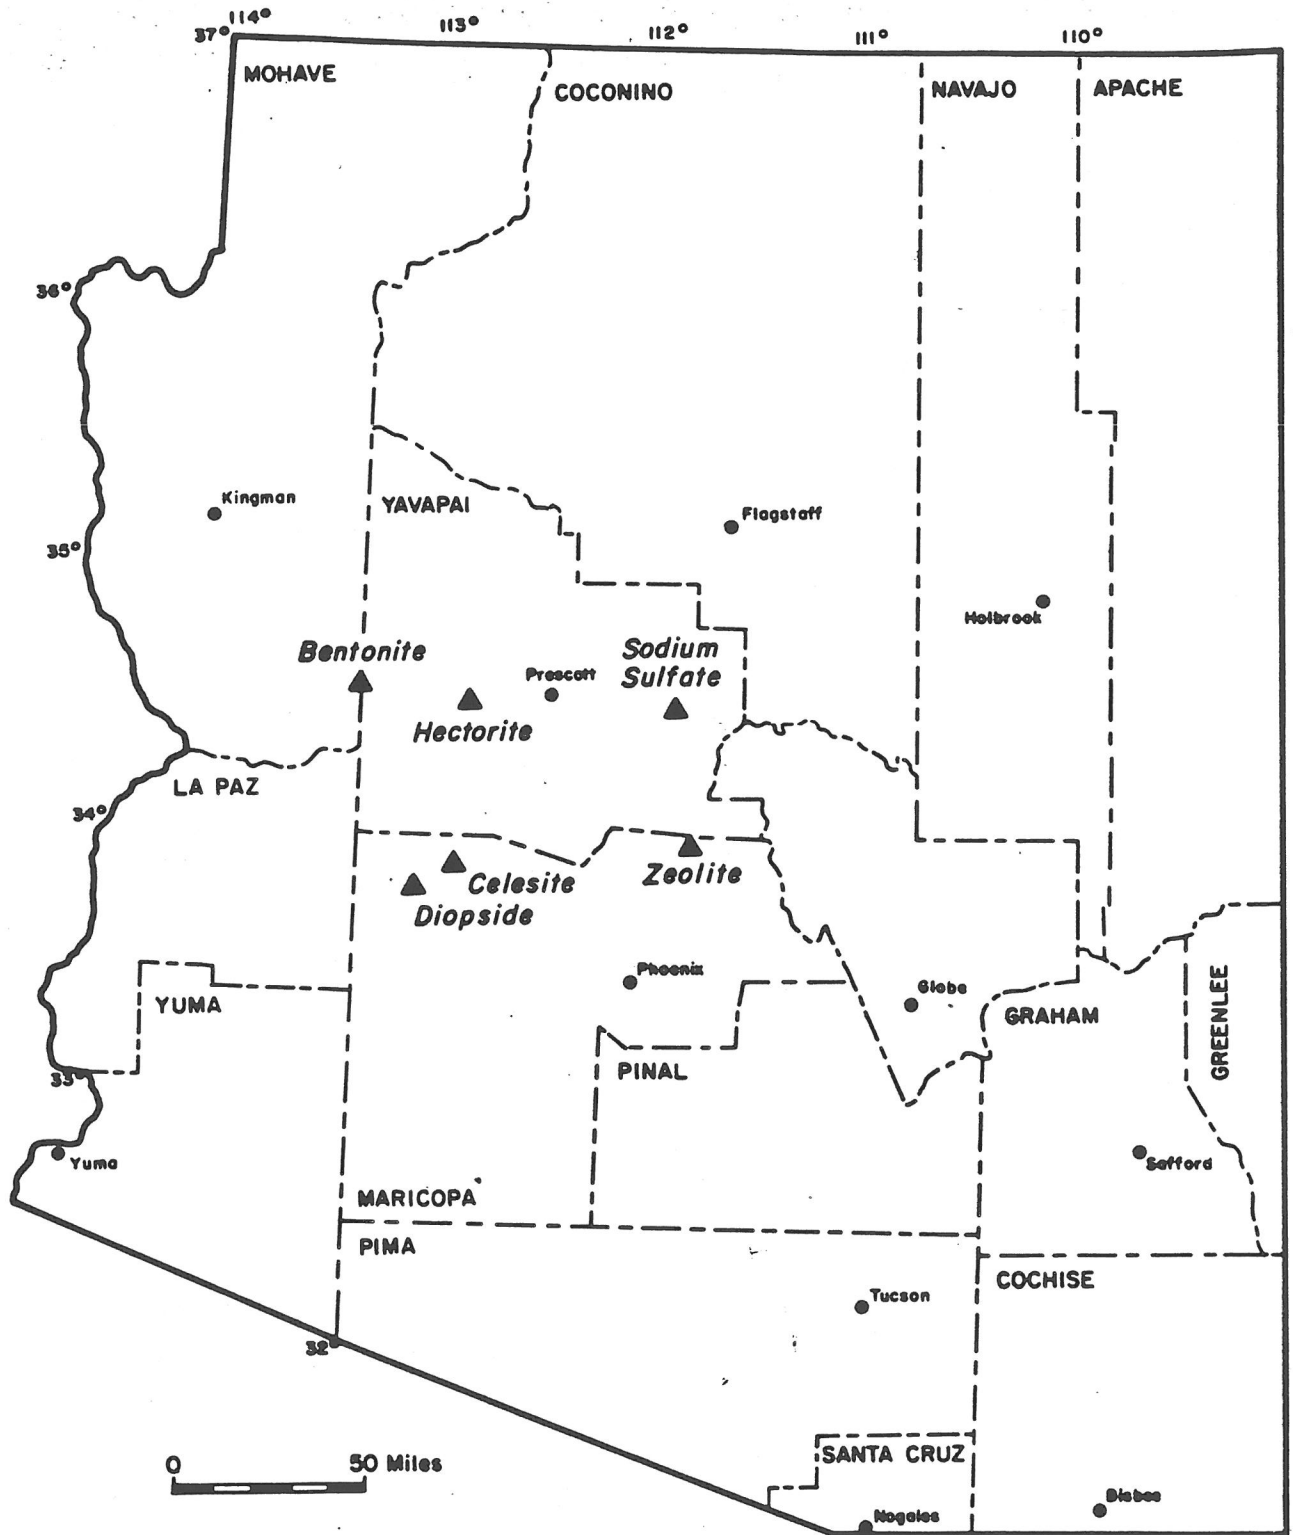 114°
37°
113°
112°
111°
110°
MOHAVE
COCONINO
NAVAJO
APACHE
36°
Kingman
YAVAPAI
Flagstaff
35°
Holbrook
Bentonite
Prescott
Sodium
Sulfate
Hectorite
LA PAZ
34°
Celesite
Zeolite
Diopside
Phoenix
YUMA
Globe
GRAHAM
GREENLEE
33°
PINAL
Yuma
Safford
MARICOPA
PIMA
COCHISE
Tucson
32
0 50 Miles
SANTA CRUZ
Nogales
Bisbee